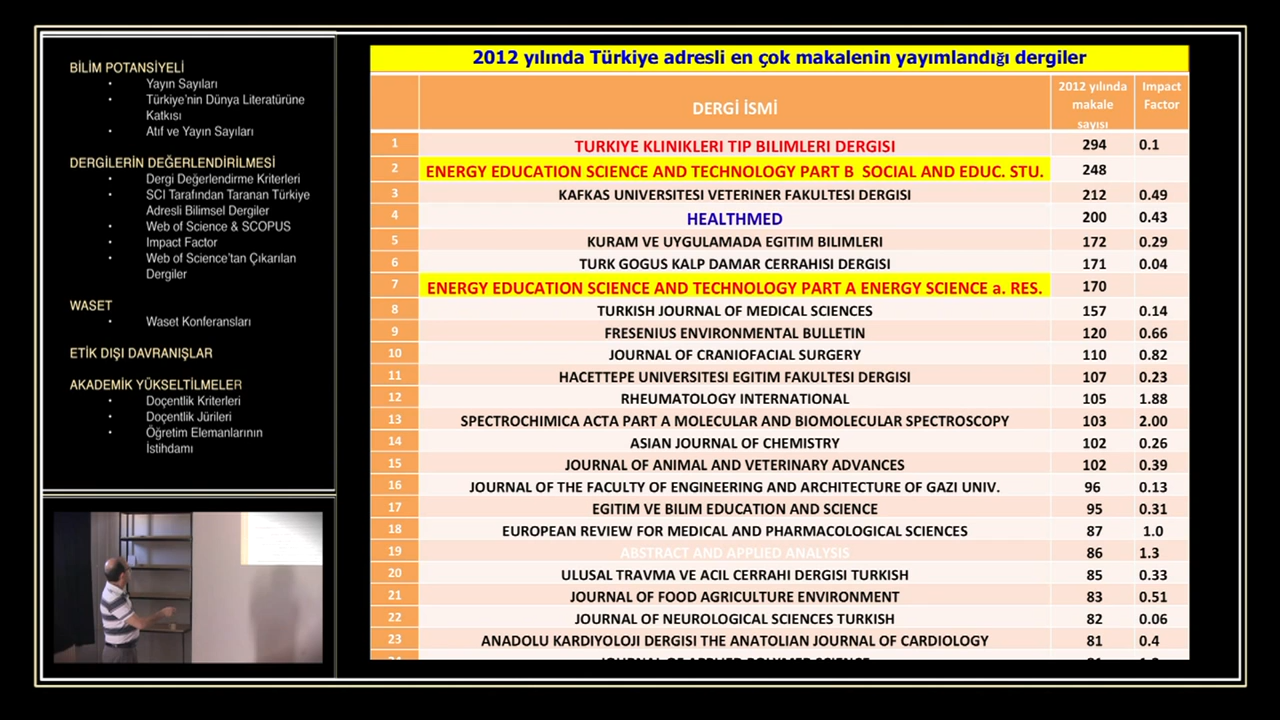 BİLİM POTANSİYELİ
• Yayın Sayıları
• Türkiye'nin Dünya Literatürüne
Katkısı
• Atıf ve Yayın Sayıları
DERGİLERİN DEĞERLENDİRİLMESİ
• Dergi Değerlendirme Kriterleri
• SCI Tarafından Taranan Türkiye
Adresli Bilimsel Dergiler
• Web of Science & SCOPUS
• Impact Factor
• Web of Science'tan Çıkarılan
Dergiler
WASET
• Waset Konferansları
ETİK DIŞI DAVRANIŞLAR
AKADEMİK YÜKSELTİLMELER
• Doçentlik Kriterleri
• Doçentlik Jürileri
• Öğretim Elemanlarının
İstihdamı
2012 yılında Türkiye adresli en çok makalenin yayımlandığı dergiler
DERGİ İSMİ
2012 yılında
makale
sayısı
Impact
Factor
1 TURKIYE KLINIKLERI TIP BILIMLERI DERGISI 294 0.1
2 ENERGY EDUCATION SCIENCE AND TECHNOLOGY PART B SOCIAL AND EDUC. STU. 248
3 KAFKAS UNIVERSITESI VETERINER FAKULTESI DERGISI 212 0.49
4 HEALTHMED 200 0.43
5 KURAM VE UYGULAMADA EGITIM BILIMLERI 172 0.29
6 TURK GOGUS KALP DAMAR CERRAHISI DERGISI 171 0.04
7 ENERGY EDUCATION SCIENCE AND TECHNOLOGY PART A ENERGY SCIENCE a. RES. 170
8 TURKISH JOURNAL OF MEDICAL SCIENCES 157 0.14
9 FRESENIUS ENVIRONMENTAL BULLETIN 120 0.66
10 JOURNAL OF CRANIOFACIAL SURGERY 110 0.82
11 HACETTEPE UNIVERSITESI EGITIM FAKULTESI DERGISI 107 0.23
12 RHEUMATOLOGY INTERNATIONAL 105 1.88
13 SPECTROCHIMICA ACTA PART A MOLECULAR AND BIOMOLECULAR SPECTROSCOPY 103 2.00
14 ASIAN JOURNAL OF CHEMISTRY 102 0.26
15 JOURNAL OF ANIMAL AND VETERINARY ADVANCES 102 0.39
16 JOURNAL OF THE FACULTY OF ENGINEERING AND ARCHITECTURE OF GAZI UNIV. 96 0.13
17 EGITIM VE BILIM EDUCATION AND SCIENCE 95 0.31
18 EUROPEAN REVIEW FOR MEDICAL AND PHARMACOLOGICAL SCIENCES 87 1.0
19 ABSTRACT AND APPLIED ANALYSIS 86 1.3
20 ULUSAL TRAVMA VE ACIL CERRAHI DERGISI TURKISH 85 0.33
21 JOURNAL OF FOOD AGRICULTURE ENVIRONMENT 83 0.51
22 JOURNAL OF NEUROLOGICAL SCIENCES TURKISH 82 0.06
23 ANADOLU KARDIYOLOJI DERGISI THE ANATOLIAN JOURNAL OF CARDIOLOGY 81 0.4
JOURNAL OF APPLIED POLYMER SCIENCE